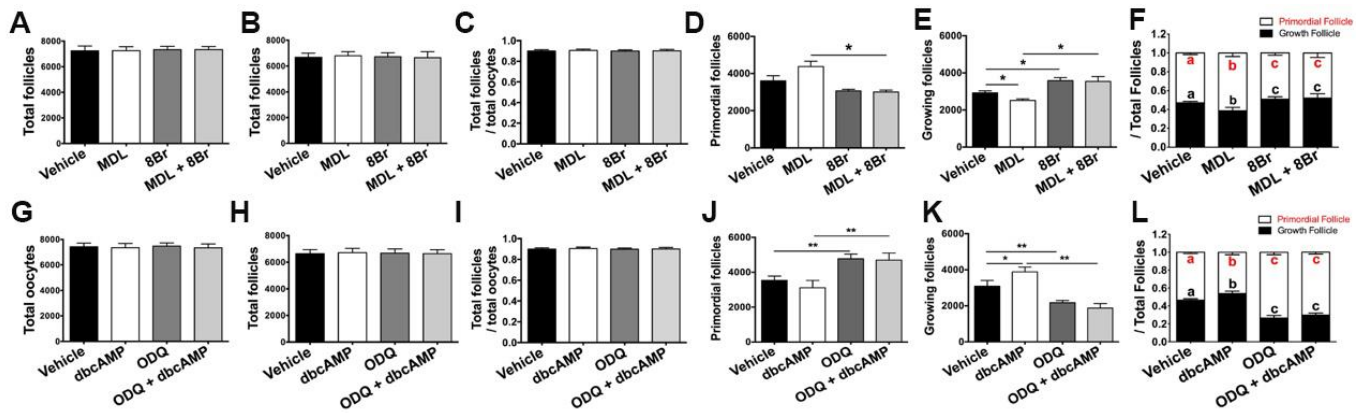 A
Total follicles
8000
6000
4000
2000
0
Vehicle
MDL
8Br
MDL + 8Br
B
Total follicles
8000
6000
4000
2000
0
Vehicle
MDL
8Br
MDL + 8Br
C
Total follicles
/ total oocytes
1.0
0.8
0.6
0.4
0.2
0.0
Vehicle
MDL
8Br
MDL + 8Br
D
Primordial follicles
6000
4000
2000
0
*
Vehicle
MDL
8Br
MDL + 8Br
E
Growing follicles
6000
4000
2000
0
*
*
*
Vehicle
MDL
8Br
MDL + 8Br
F
Primordial Follicle
Growth Follicle
/ Total Follicles
1.2
1.0
0.8
0.6
0.4
0.2
0.0
a b c c
a b c c
Vehicle
MDL
8Br
MDL + 8Br
G
Total oocytes
8000
6000
4000
2000
0
Vehicle
dbcAMP
ODQ
ODQ + dbcAMP
H
Total follicles
8000
6000
4000
2000
0
Vehicle
dbcAMP
ODQ
ODQ + dbcAMP
I
Total follicles
/ total oocytes
1.0
0.8
0.6
0.4
0.2
0.0
Vehicle
dbcAMP
ODQ
ODQ + dbcAMP
J
Primordial follicles
6000
4000
2000
0
**
**
Vehicle
dbcAMP
ODQ
ODQ + dbcAMP
K
Growing follicles
6000
4000
2000
0
**
*
**
Vehicle
dbcAMP
ODQ
ODQ + dbcAMP
L
Primordial Follicle
Growth Follicle
/ Total Follicles
1.2
1.0
0.8
0.6
0.4
0.2
0.0
a b c c
a b c c
Vehicle
dbcAMP
ODQ
ODQ + dbcAMP